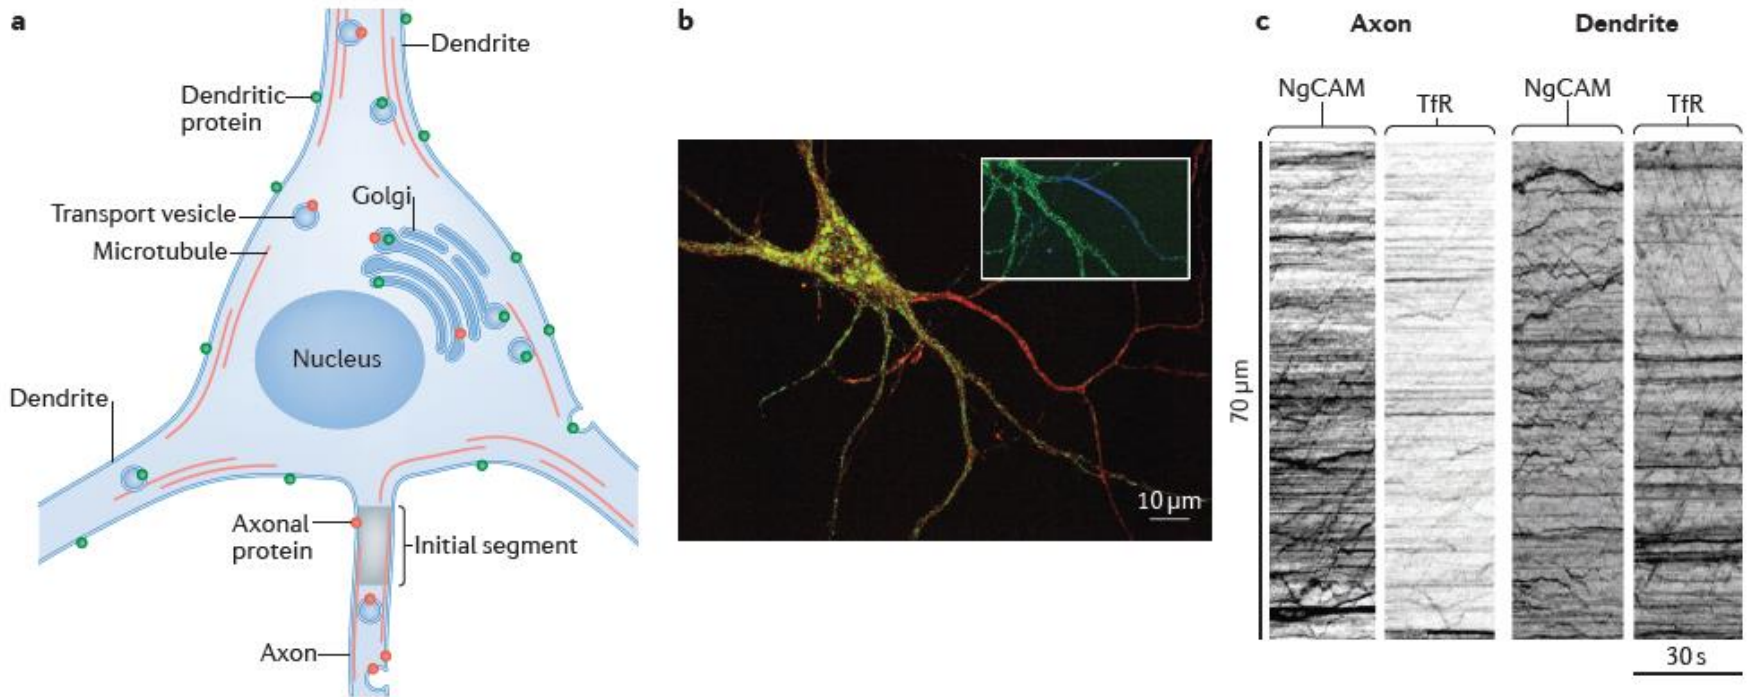 a
Dendrite
Dendritic
protein
Golgi
Transport vesicle
Microtubule
Nucleus
Dendrite
Axonal
protein
Initial segment
Axon
b
10 µm
c
Axon
Dendrite
NgCAM
TfR
NgCAM
TfR
70 µm
30 s